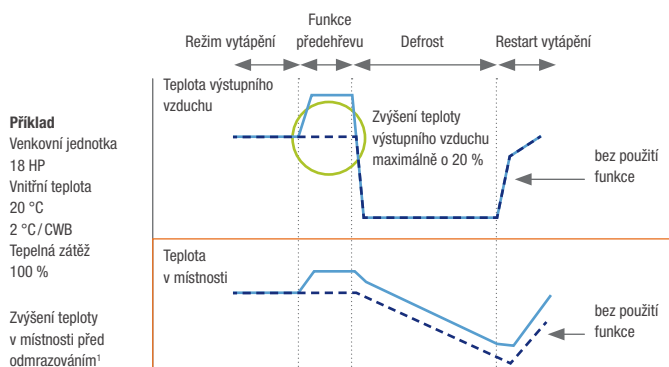 Režim vytápění
Funkce
předehřevu
Defrost
Restart vytápění
Teplota výstupního
vzduchu
Zvýšení teploty
výstupního vzduchu
maximálně o 20 %
bez použití
funkce
Příklad
Venkovní jednotka
18 HP
Vnitřní teplota
20 °C
2 °C / CWB
Tepelná zátěž
100 %
Zvýšení teploty
v místnosti před
odmrazováním¹
Teplota
v místnosti
bez použití
funkce